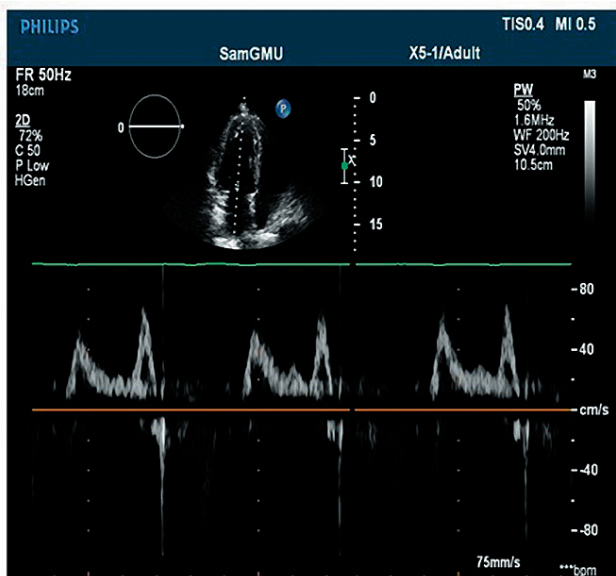 PHILIPS
TIS0.4 MI 0.5
SamGMU
X5-1/Adult
FR 50Hz
18cm
2D
72%
C 50
P Low
HGen
0
P
0
5
X
10
15
M3
PW
50%
1.6MHz
WF 200Hz
SV4.0mm
10.5cm
80
40
cm/s
-40
-80
75mm/s
***bpm